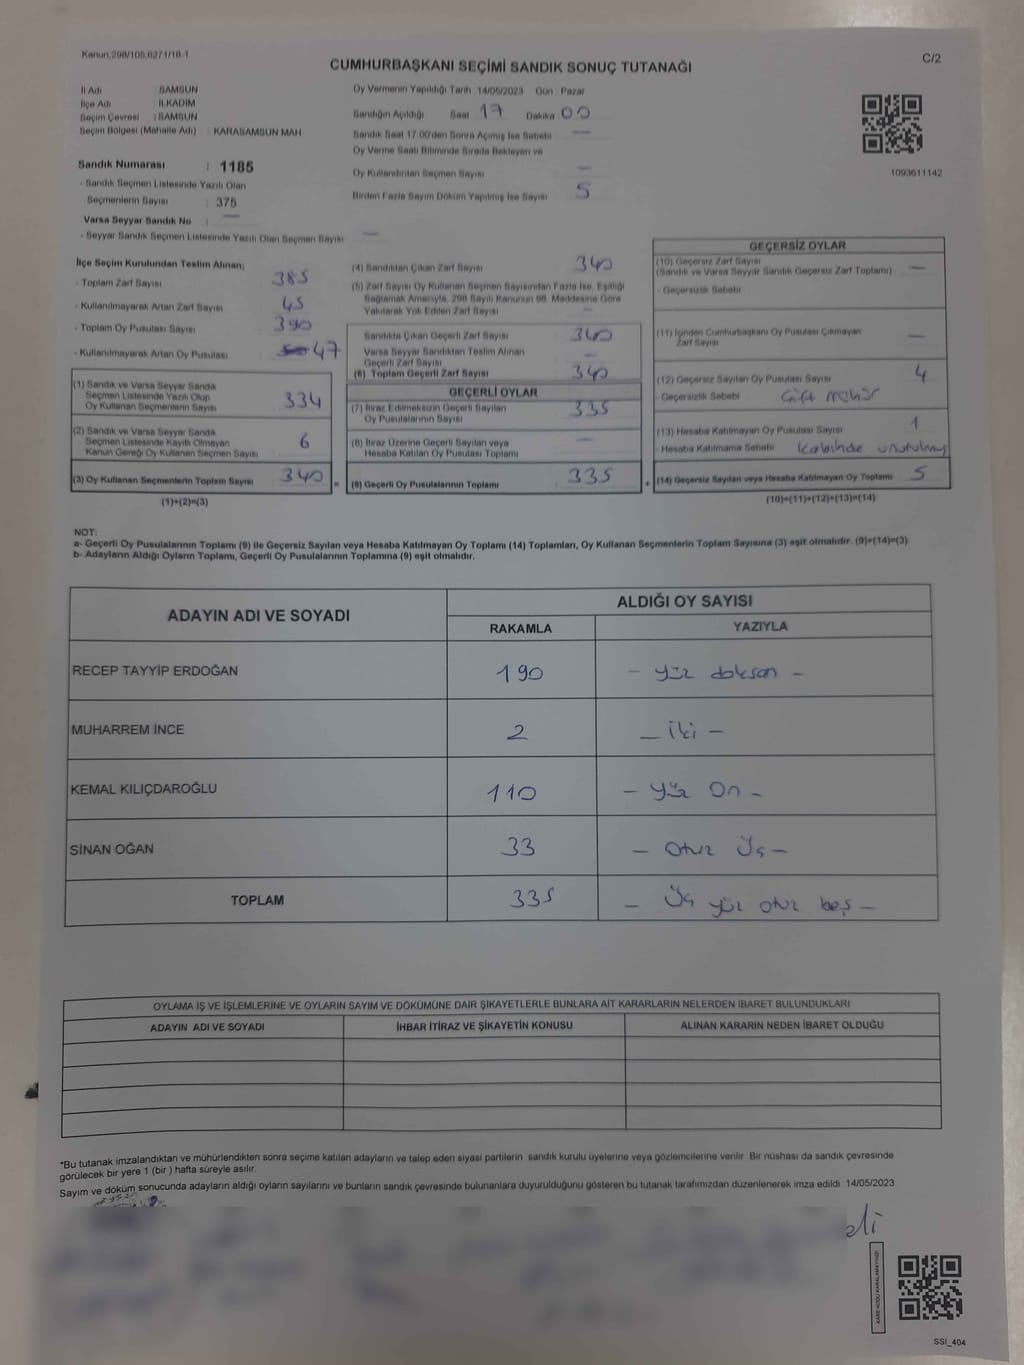 Kanun:298/105,6271/18-1
C/2
CUMHURBAŞKANI SEÇİMİ SANDIK SONUÇ TUTANAĞI
İl Adı : SAMSUN
İlçe Adı : İLKADIM
Seçim Çevresi : SAMSUN
Seçim Bölgesi (Mahalle Adı) : KARASAMSUN MAH
Sandık Numarası : 1185
- Sandık Seçmen Listesinde Yazılı Olan
Seçmenlerin Sayısı : 375
Varsa Seyyar Sandık No : —
- Seyyar Sandık Seçmen Listesinde Yazılı Olan Seçmen Sayısı —
Oy Vermenin Yapıldığı Tarih 14/05/2023 Gün : Pazar
Sandığın Açıldığı Saat 17 Dakika 00
Sandık Saat 17:00'den Sonra Açılmış İse Sebebi —
Oy Verme Saati Bitiminde Sırada Bekleyen ve
Oy Kullandırılan Seçmen Sayısı —
Birden Fazla Sayım Döküm Yapılmış İse Sayısı 5
1093611142
İlçe Seçim Kurulundan Teslim Alınan;
- Toplam Zarf Sayısı 385
- Kullanılmayarak Artan Zarf Sayısı 45
- Toplam Oy Pusulası Sayısı 390
- Kullanılmayarak Artan Oy Pusulası 47
(1) Sandık ve Varsa Seyyar Sandık
Seçmen Listesinde Yazılı Olup
Oy Kullanan Seçmenlerin Sayısı 334
(2) Sandık ve Varsa Seyyar Sandık
Seçmen Listesinde Kayıtlı Olmayan
Kanun Gereği Oy Kullanan Seçmen Sayısı 6
(3) Oy Kullanan Seçmenlerin Toplam Sayısı 340 =
(1)+(2)=(3)
(4) Sandıktan Çıkan Zarf Sayısı 340
(5) Zarf Sayısı Oy Kullanan Seçmen Sayısından Fazla İse, Eşitliği
Sağlamak Amacıyla, 298 Sayılı Kanunun 98. Maddesine Göre
Yakılarak Yok Edilen Zarf Sayısı —
Sandıkta Çıkan Geçerli Zarf Sayısı 340
Varsa Seyyar Sandıktan Teslim Alınan
Geçerli Zarf Sayısı —
(6) Toplam Geçerli Zarf Sayısı 340
GEÇERLİ OYLAR
(7) İtiraz Edilmeksizin Geçerli Sayılan
Oy Pusulalarının Sayısı 335
(8) İtiraz Üzerine Geçerli Sayılan veya
Hesaba Katılan Oy Pusulası Toplamı —
(9) Geçerli Oy Pusulalarının Toplamı 335 +
GEÇERSİZ OYLAR
(10) Geçersiz Zarf Sayısı
(Sandık ve Varsa Seyyar Sandık Geçersiz Zarf Toplamı) —
- Geçersizlik Sebebi
(11) İçinden Cumhurbaşkanı Oy Pusulası Çıkmayan
Zarf Sayısı —
(12) Geçersiz Sayılan Oy Pusulası Sayısı 4
- Geçersizlik Sebebi Çift mühür
(13) Hesaba Katılmayan Oy Pusulası Sayısı 1
- Hesaba Katılmama Sebebi Kabinde unutulmuş
(14) Geçersiz Sayılan veya Hesaba Katılmayan Oy Toplamı 5
(10)+(11)+(12)+(13)=(14)
NOT:
a- Geçerli Oy Pusulalarının Toplamı (9) ile Geçersiz Sayılan veya Hesaba Katılmayan Oy Toplamı (14) Toplamları, Oy Kullanan Seçmenlerin Toplam Sayısına (3) eşit olmalıdır. (9)+(14)=(3)
b- Adayların Aldığı Oyların Toplamı, Geçerli Oy Pusulalarının Toplamına (9) eşit olmalıdır.
ADAYIN ADI VE SOYADI
ALDIĞI OY SAYISI
RAKAMLA YAZIYLA
RECEP TAYYİP ERDOĞAN 190 - yüz doksan -
MUHARREM İNCE 2 - İki -
KEMAL KILIÇDAROĞLU 110 - yüz On -
SİNAN OĞAN 33 - Otuz Üç -
TOPLAM 335 - Üç yüz otuz beş -
OYLAMA İŞ VE İŞLEMLERİNE VE OYLARIN SAYIM VE DÖKÜMÜNE DAİR ŞİKAYETLERLE BUNLARA AİT KARARLARIN NELERDEN İBARET BULUNDUKLARI
ADAYIN ADI VE SOYADI İHBAR İTİRAZ VE ŞİKAYETİN KONUSU ALINAN KARARIN NEDEN İBARET OLDUĞU
*Bu tutanak imzalandıktan ve mühürlendikten sonra seçime katılan adayların ve talep eden siyasi partilerin sandık kurulu üyelerine veya gözlemcilerine verilir. Bir nüshası da sandık çevresinde
görülecek bir yere 1 (bir ) hafta süreyle asılır.
Sayım ve döküm sonucunda adayların aldığı oyların sayılarını ve bunların sandık çevresinde bulunanlara duyurulduğunu gösteren bu tutanak tarafımızdan düzenlenerek imza edildi. 14/05/2023
KARE KODU KARALAMAYINIZ!
SSİ_404